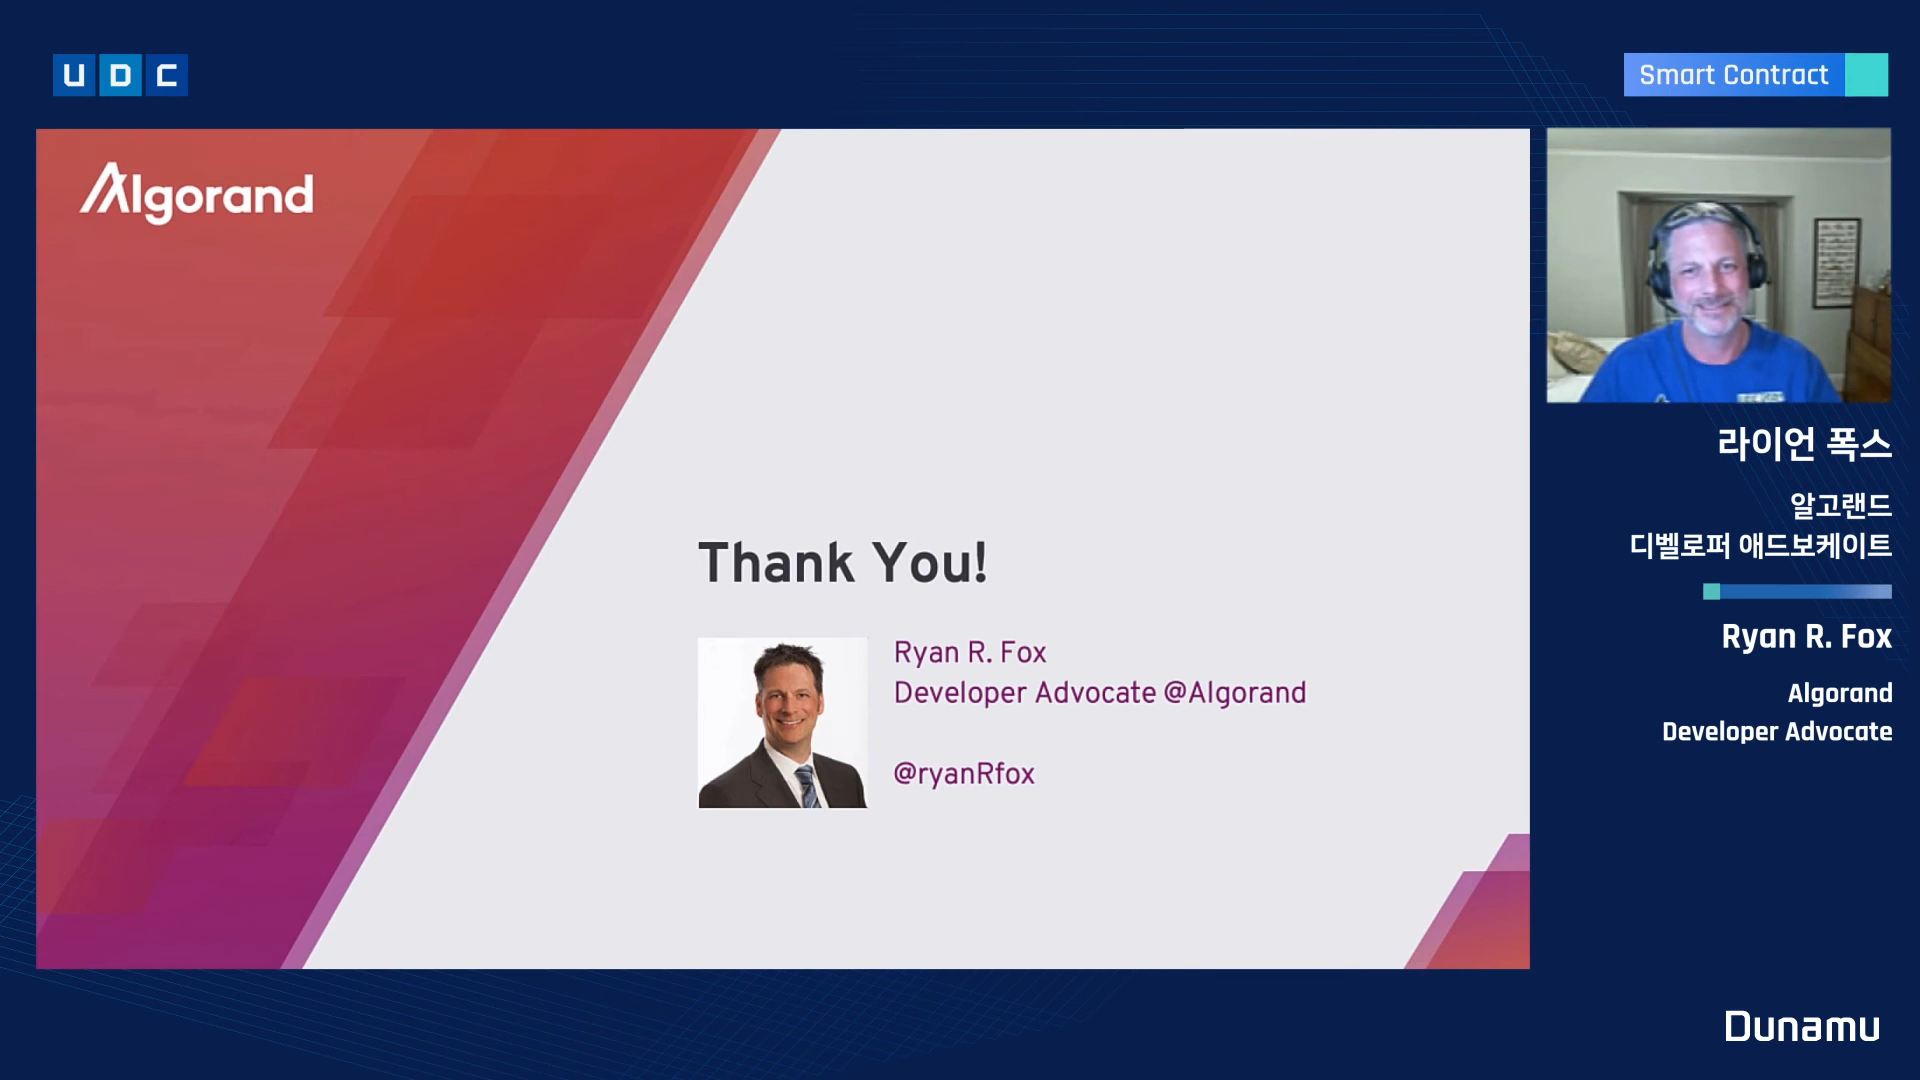 UDC
Smart Contract
Algorand
Thank You!
Ryan R. Fox
Developer Advocate @Algorand
@ryanRfox
라이언 폭스
알고랜드
디벨로퍼 애드보케이트
Ryan R. Fox
Algorand
Developer Advocate
Dunamu